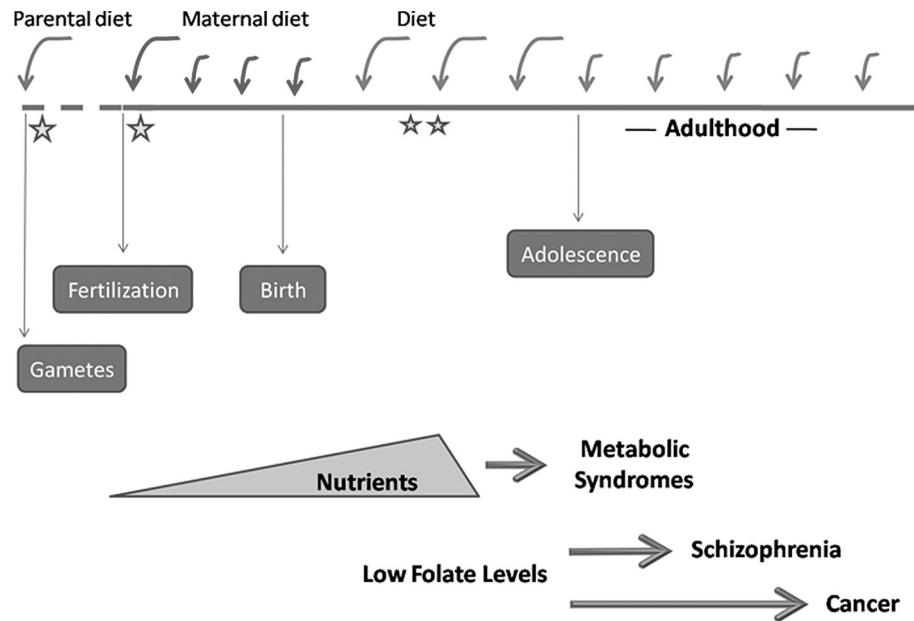 Parental diet
Maternal diet
Diet
Adulthood
Adolescence
Fertilization
Birth
Gametes
Nutrients
Metabolic
Syndromes
Low Folate Levels
Schizophrenia
Cancer